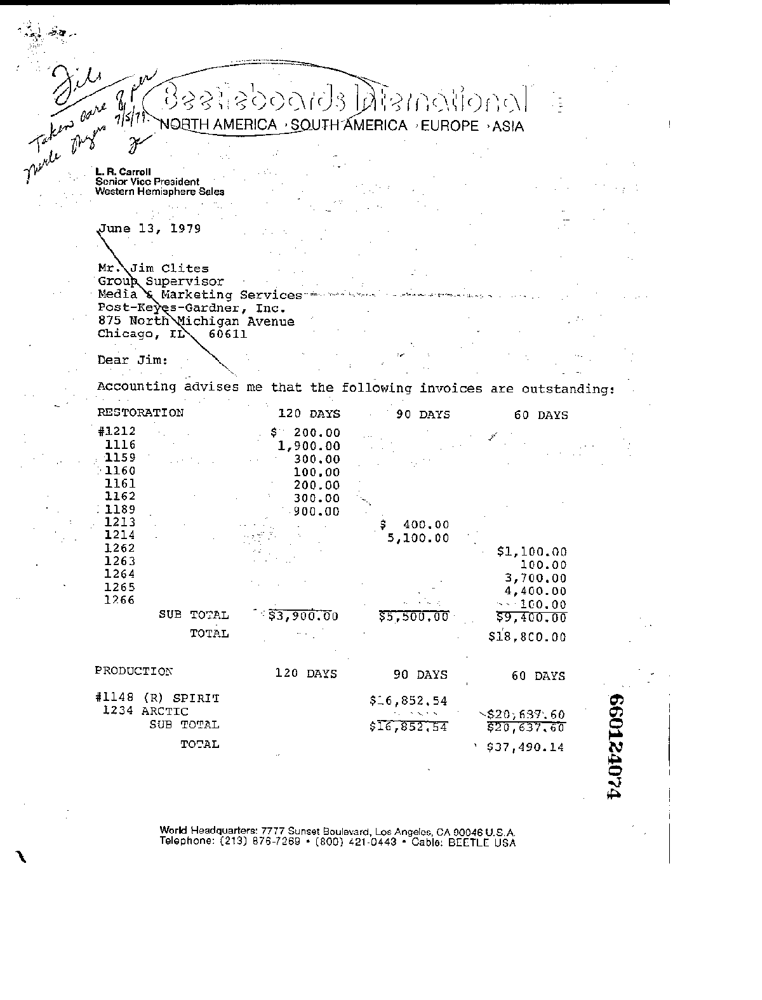 File
Taken care of per
Merle 7/5/79.
Beetleboards International
NORTH AMERICA · SOUTH AMERICA · EUROPE · ASIA
L. R. Carroll
Senior Vice President
Western Hemisphere Sales
June 13, 1979
Mr. Jim Clites
Group Supervisor
Media & Marketing Services
Post-Keyes-Gardner, Inc.
875 North Michigan Avenue
Chicago, IL 60611
Dear Jim:
Accounting advises me that the following invoices are outstanding:
RESTORATION 120 DAYS 90 DAYS 60 DAYS
#1212 $ 200.00
1116 1,900.00
1159 300.00
1160 100.00
1161 200.00
1162 300.00
1189 900.00
1213 $ 400.00
1214 5,100.00
1262 $1,100.00
1263 100.00
1264 3,700.00
1265 4,400.00
1266 100.00
SUB TOTAL $3,900.00 $5,500.00 $9,400.00
TOTAL $18,800.00
PRODUCTION 120 DAYS 90 DAYS 60 DAYS
#1148 (R) SPIRIT $16,852.54
1234 ARCTIC $20,637.60
SUB TOTAL $16,852.54 $20,637.60
TOTAL $37,490.14
660124074
World Headquarters: 7777 Sunset Boulevard, Los Angeles, CA 90046 U.S.A.
Telephone: (213) 876-7269 • (800) 421-0443 • Cable: BEETLE USA